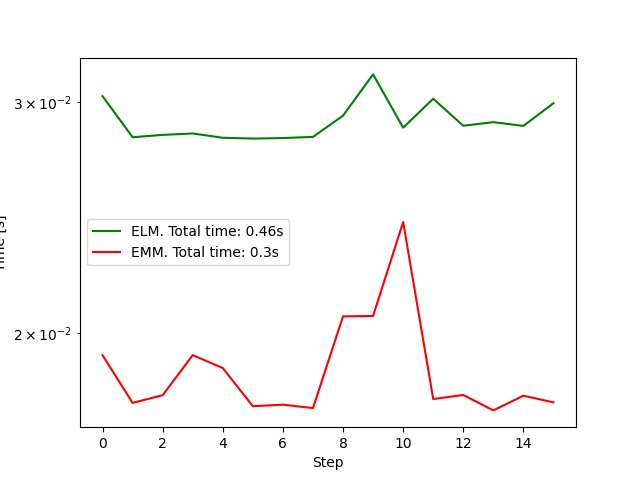 3 × 10⁻²
ELM. Total time: 0.46s
EMM. Total time: 0.3s
2 × 10⁻²
0 2 4 6 8 10 12 14
Step